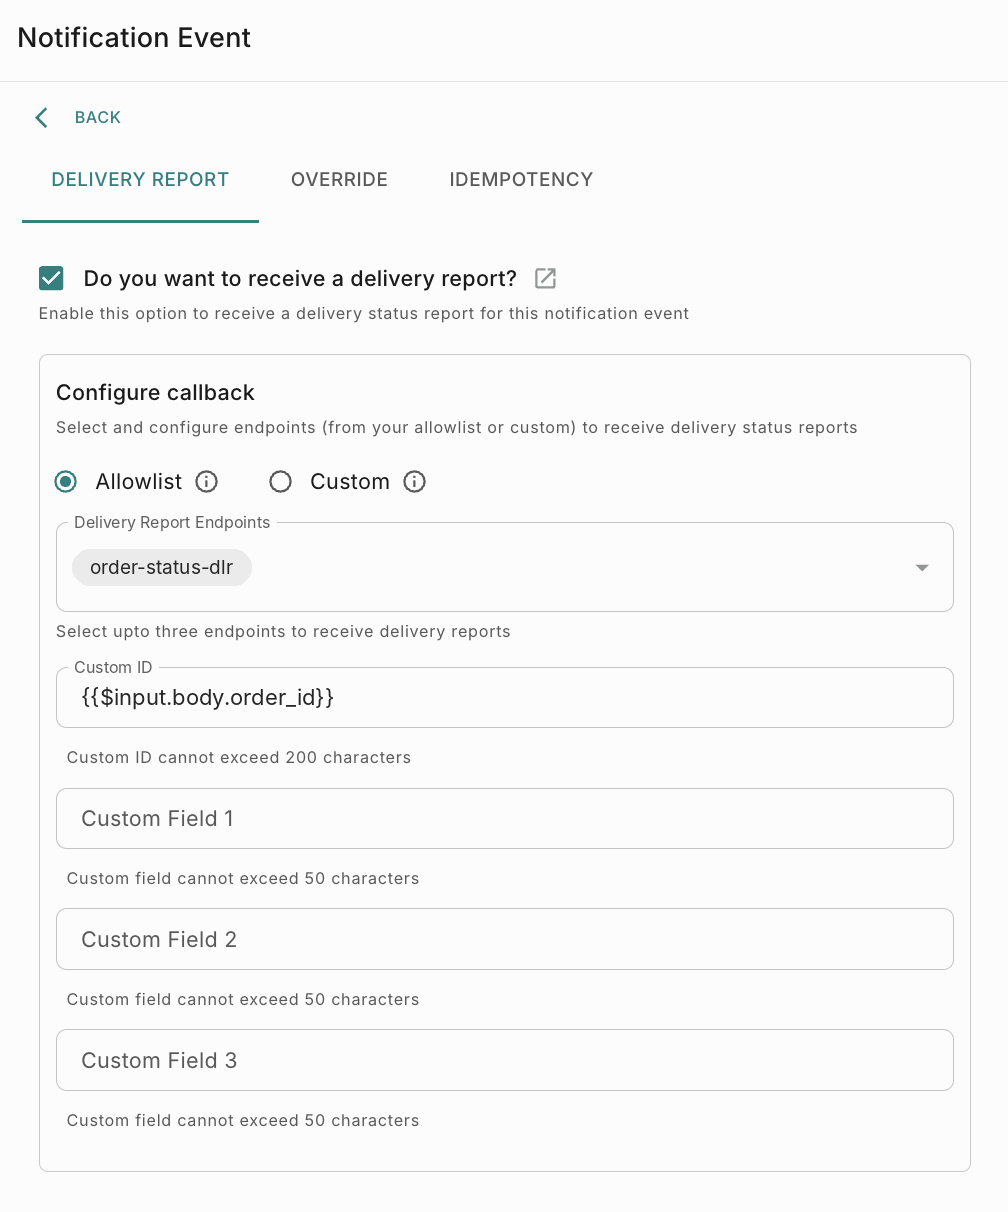 Notification Event
BACK
DELIVERY REPORT OVERRIDE IDEMPOTENCY
Do you want to receive a delivery report?
Enable this option to receive a delivery status report for this notification event
Configure callback
Select and configure endpoints (from your allowlist or custom) to receive delivery status reports
Allowlist Custom
Delivery Report Endpoints
order-status-dlr
Select upto three endpoints to receive delivery reports
Custom ID
{{$input.body.order_id}}
Custom ID cannot exceed 200 characters
Custom Field 1
Custom field cannot exceed 50 characters
Custom Field 2
Custom field cannot exceed 50 characters
Custom Field 3
Custom field cannot exceed 50 characters